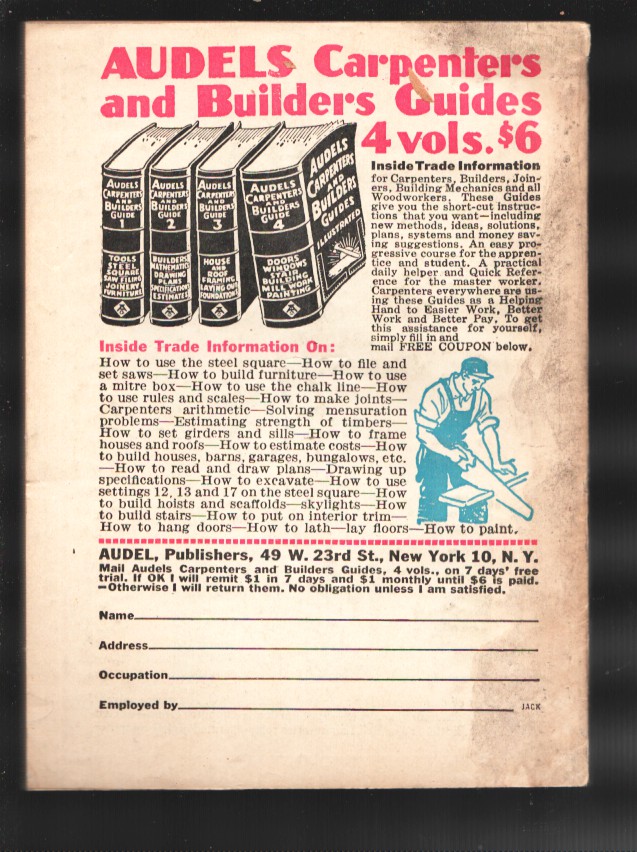 AUDELS Carpenters
and Builders Guides
4 vols. $6
AUDELS
CARPENTERS
AND
BUILDERS
GUIDE
1
TOOLS
STEEL
SQUARE
SAW FILING
JOINERY
FURNITURE
AUDELS
CARPENTERS
AND
BUILDERS
GUIDE
2
BUILDERS
MATHEMATICS
DRAWING
PLANS
SPECIFICATIONS
ESTIMATES
AUDELS
CARPENTERS
AND
BUILDERS
GUIDE
3
HOUSE
AND
ROOF
FRAMING
LAYING OUT
FOUNDATIONS
AUDELS
CARPENTERS
AND
BUILDERS
GUIDE
4
DOORS
WINDOWS
STAIR
BUILDING
MILL WORK
PAINTING
AUDELS
CARPENTERS
AND
BUILDERS
GUIDES
ILLUSTRATED
Inside Trade Information
for Carpenters, Builders, Join-
ers, Building Mechanics and all
Woodworkers. These Guides
give you the short-cut instruc-
tions that you want—including
new methods, ideas, solutions,
plans, systems and money sav-
ing suggestions. An easy pro-
gressive course for the appren-
tice and student. A practical
daily helper and Quick Refer-
ence for the master worker.
Carpenters everywhere are us-
ing these Guides as a Helping
Hand to Easier Work, Better
Work and Better Pay. To get
this assistance for yourself,
simply fill in and
mail FREE COUPON below.
Inside Trade Information On:
How to use the steel square—How to file and
set saws—How to build furniture—How to use
a mitre box—How to use the chalk line—How
to use rules and scales—How to make joints—
Carpenters arithmetic—Solving mensuration
problems—Estimating strength of timbers—
How to set girders and sills—How to frame
houses and roofs—How to estimate costs—How
to build houses, barns, garages, bungalows, etc.
—How to read and draw plans—Drawing up
specifications—How to excavate—How to use
settings 12, 13 and 17 on the steel square—How
to build hoists and scaffolds—skylights—How
to build stairs—How to put on interior trim—
How to hang doors—How to lath—lay floors—How to paint.
AUDEL, Publishers, 49 W. 23rd St., New York 10, N. Y.
Mail Audels Carpenters and Builders Guides, 4 vols., on 7 days' free
trial. If OK I will remit $1 in 7 days and $1 monthly until $6 is paid.
—Otherwise I will return them. No obligation unless I am satisfied.
Name
Address
Occupation
Employed by JACK